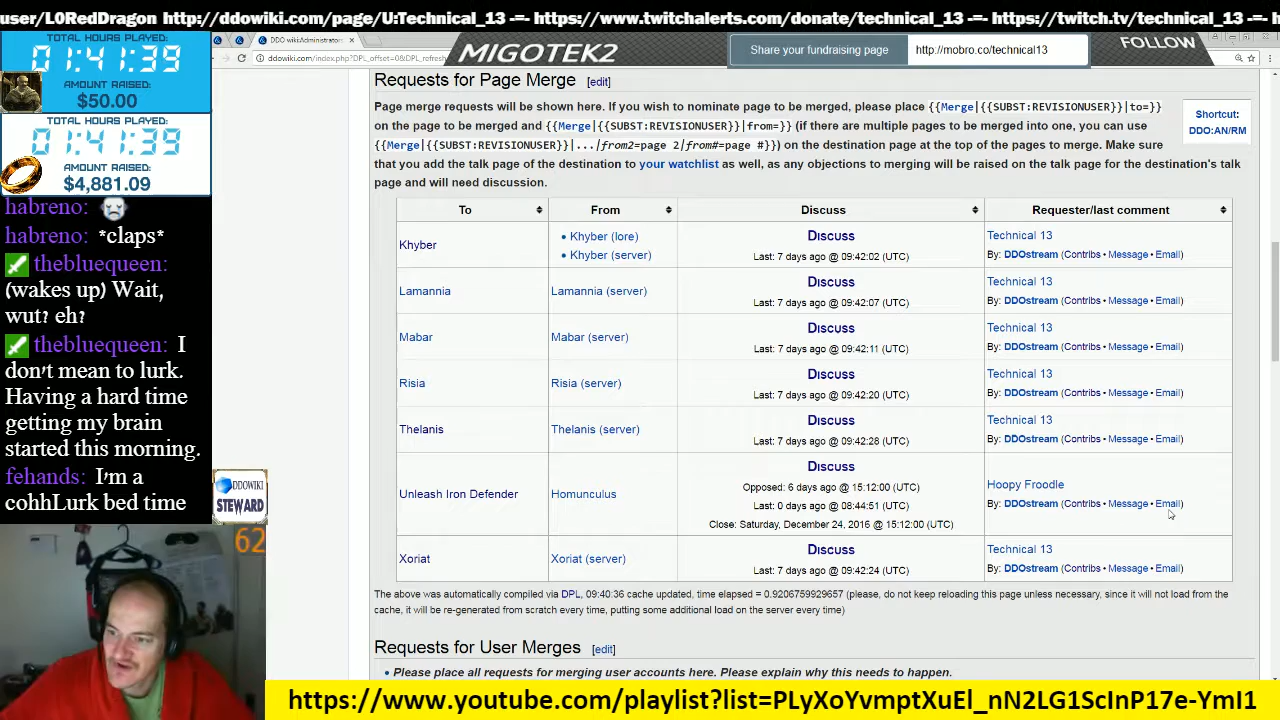 user/L0RedDragon http://ddowiki.com/page/U:Technical_13 -=- https://www.twitchalerts.com/donate/technical_13 -=- https://twitch.tv/technical_13 -=- h
TOTAL HOURS PLAYED:
01:41:39
AMOUNT RAISED:
$50.00
TOTAL HOURS PLAYED:
01:41:39
AMOUNT RAISED:
$4,881.09
habreno:
habreno: *claps*
thebluequeen:
(wakes up) Wait,
wut? eh?
thebluequeen: I
don't mean to lurk.
Having a hard time
getting my brain
started this morning.
fehands: I'm a
cohhLurk bed time
DDOWIKI
STEWARD
62
DDO wiki:Administrators
ddowiki.com/index.php?DPL_offset=0&DPL_refresh
MIGOTEK2
Share your fundraising page
http://mobro.co/technical13
FOLLOW
Requests for Page Merge [edit]
Page merge requests will be shown here. If you wish to nominate page to be merged, please place {{Merge|{{SUBST:REVISIONUSER}}|to=}}
on the page to be merged and {{Merge|{{SUBST:REVISIONUSER}}|from=}} (if there are multiple pages to be merged into one, you can use
{{Merge|{{SUBST:REVISIONUSER}}|...|from2=page 2|from#=page #}}) on the destination page at the top of the pages to merge. Make sure
that you add the talk page of the destination to your watchlist as well, as any objections to merging will be raised on the talk page for the destination's talk
page and will need discussion.
Shortcut:
DDO:AN/RM
To From Discuss Requester/last comment
Khyber
Khyber (lore)
Khyber (server)
Discuss
Last: 7 days ago @ 09:42:02 (UTC)
Technical 13
By: DDOstream (Contribs • Message • Email)
Lamannia
Lamannia (server)
Discuss
Last: 7 days ago @ 09:42:07 (UTC)
Technical 13
By: DDOstream (Contribs • Message • Email)
Mabar
Mabar (server)
Discuss
Last: 7 days ago @ 09:42:11 (UTC)
Technical 13
By: DDOstream (Contribs • Message • Email)
Risia
Risia (server)
Discuss
Last: 7 days ago @ 09:42:20 (UTC)
Technical 13
By: DDOstream (Contribs • Message • Email)
Thelanis
Thelanis (server)
Discuss
Last: 7 days ago @ 09:42:28 (UTC)
Technical 13
By: DDOstream (Contribs • Message • Email)
Unleash Iron Defender
Homunculus
Discuss
Opposed: 6 days ago @ 15:12:00 (UTC)
Last: 0 days ago @ 08:44:51 (UTC)
Close: Saturday, December 24, 2016 @ 15:12:00 (UTC)
Hoopy Froodle
By: DDOstream (Contribs • Message • Email)
Xoriat
Xoriat (server)
Discuss
Last: 7 days ago @ 09:42:24 (UTC)
Technical 13
By: DDOstream (Contribs • Message • Email)
The above was automatically compiled via DPL, 09:40:36 cache updated, time elapsed = 0.9206759929657 (please, do not keep reloading this page unless necessary, since it will not load from the
cache, it will be re-generated from scratch every time, putting some additional load on the server every time)
Requests for User Merges [edit]
• Please place all requests for merging user accounts here. Please explain why this needs to happen.
https://www.youtube.com/playlist?list=PLyXoYvmptXuEl_nN2LG1ScInP17e-YmI1